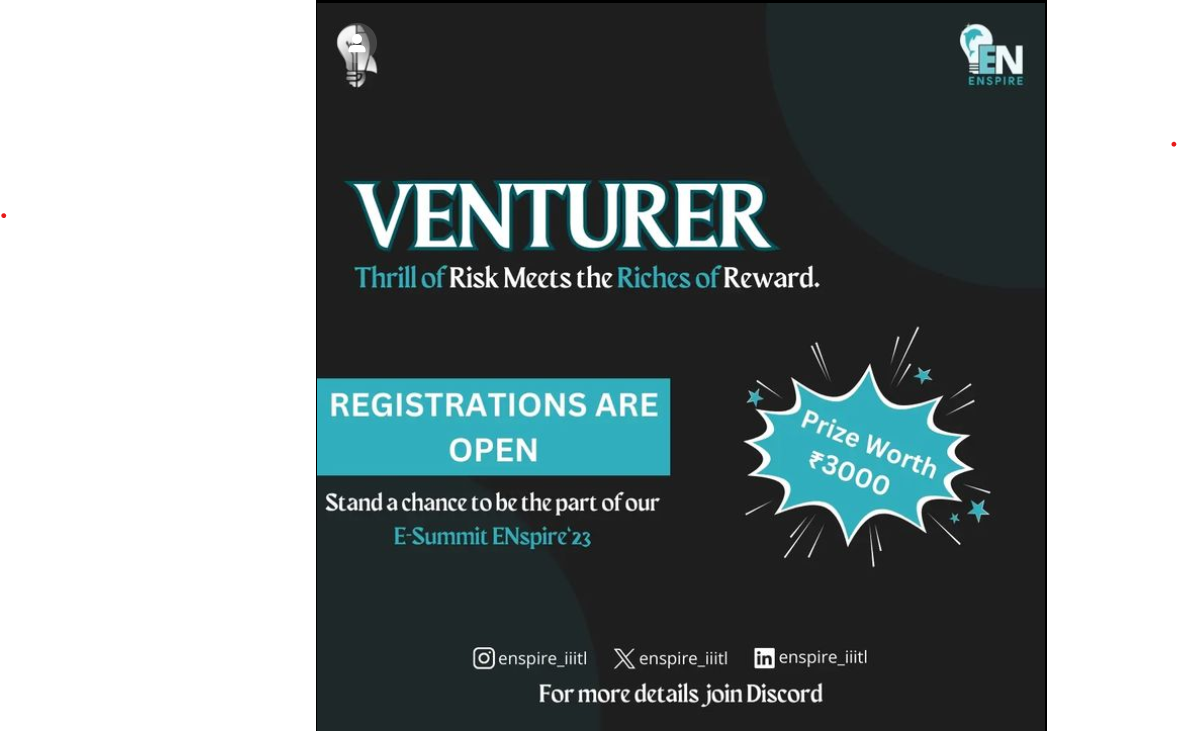 EN
ENSPIRE
VENTURER
Thrill of Risk Meets the Riches of Reward.
REGISTRATIONS ARE
OPEN
Prize Worth
₹3000
Stand a chance to be the part of our
E-Summit ENspire‘23
enspire_iiitl enspire_iiitl enspire_iiitl
For more details join Discord